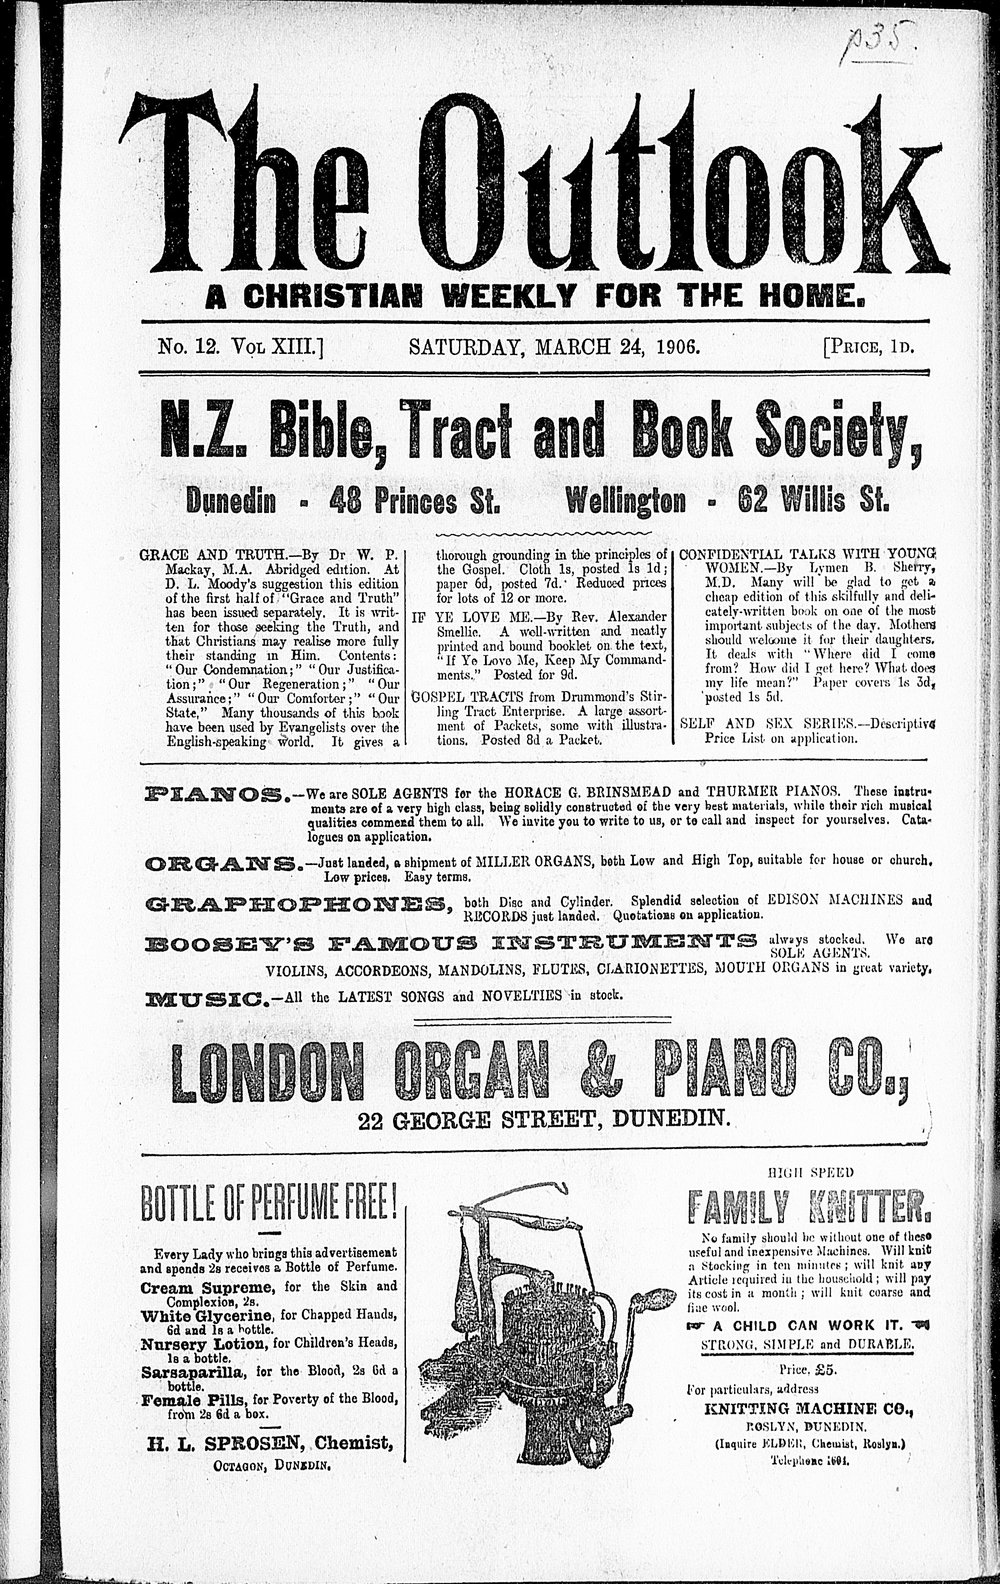 p35.
The Outlook
A CHRISTIAN WEEKLY FOR THE HOME.
No. 12. Vol XIII.] SATURDAY, MARCH 24, 1906. [Price, 1d.
N.Z. Bible, Tract and Book Society,
Dunedin - 48 Princes St. Wellington - 62 Willis St.
GRACE AND TRUTH.—By Dr W. P.
Mackay, M.A. Abridged edition. At
D. L. Moody's suggestion this edition
of the first half of "Grace and Truth"
has been issued separately. It is writ-
ten for those seeking the Truth, and
that Christians may realise more fully
their standing in Him. Contents:
"Our Condemnation;" "Our Justifica-
tion;" "Our Regeneration;" "Our
Assurance;" "Our Comforter;" "Our
State," Many thousands of this book
have been used by Evangelists over the
English-speaking World. It gives a
thorough grounding in the principles of
the Gospel. Cloth 1s, posted 1s 1d;
paper 6d, posted 7d. Reduced prices
for lots of 12 or more.
IF YE LOVE ME.—By Rev. Alexander
Smellie. A well-written and neatly
printed and bound booklet on the text,
"If Ye Love Me, Keep My Command-
ments." Posted for 9d.
GOSPEL TRACTS from Drummond's Stir-
ling Tract Enterprise. A large assort-
ment of Packets, some with illustra-
tions. Posted 8d a Packet.
CONFIDENTIAL TALKS WITH YOUNG
WOMEN.—By Lymen B. Sherry,
M.D. Many will be glad to get a
cheap edition of this skilfully and deli-
cately-written book on one of the most
important subjects of the day. Mothers
should welcome it for their daughters.
It deals with "Where did I come
from? How did I get here? What does
my life mean?" Paper covers 1s 3d,
posted 1s 5d.
SELF AND SEX SERIES.—Descriptive
Price List on application.
PIANOS.—We are SOLE AGENTS for the HORACE G. BRINSMEAD and THURMER PIANOS. These instru-
ments are of a very high class, being solidly constructed of the very best materials, while their rich musical
qualities commend them to all. We invite you to write to us, or to call and inspect for yourselves. Cata-
logues on application.
ORGANS.—Just landed, a shipment of MILLER ORGANS, both Low and High Top, suitable for house or church.
Low prices. Easy terms.
GRAPHOPHONES, both Disc and Cylinder. Splendid selection of EDISON MACHINES and
RECORDS just landed. Quotations on application.
BOOSEY'S FAMOUS INSTRUMENTS always stocked. We are
SOLE AGENTS.
VIOLINS, ACCORDEONS, MANDOLINS, FLUTES, CLARIONETTES, MOUTH ORGANS in great variety.
MUSIC.—All the LATEST SONGS and NOVELTIES in stock.
LONDON ORGAN & PIANO CO.,
22 GEORGE STREET, DUNEDIN.
BOTTLE OF PERFUME FREE!
Every Lady who brings this advertisement
and spends 2s receives a Bottle of Perfume.
Cream Supreme, for the Skin and
Complexion, 2s.
White Glycerine, for Chapped Hands,
6d and 1s a bottle.
Nursery Lotion, for Children's Heads,
1s a bottle.
Sarsaparilla, for the Blood, 2s 6d a
bottle.
Female Pills, for Poverty of the Blood,
from 2s 6d a box.
H. L. SPROSEN, Chemist,
Octagon, Dunedin.
HIGH SPEED
FAMILY KNITTER.
No family should be without one of these
useful and inexpensive Machines. Will knit
a Stocking in ten minutes; will knit any
Article required in the household; will pay
its cost in a month; will knit coarse and
fine wool.
☞ A CHILD CAN WORK IT. ☜
STRONG, SIMPLE and DURABLE.
Price, £5.
For particulars, address
KNITTING MACHINE CO.,
ROSLYN, DUNEDIN.
(Inquire ELDER, Chemist, Roslyn.)
Telephone